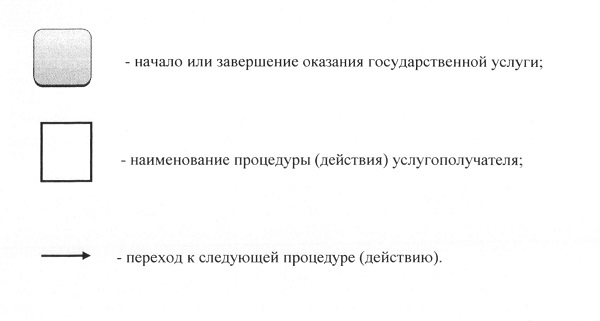 - начало или завершение оказания государственной услуги;
- наименование процедуры (действия) услугополучателя;
- переход к следующей процедуре (действию).